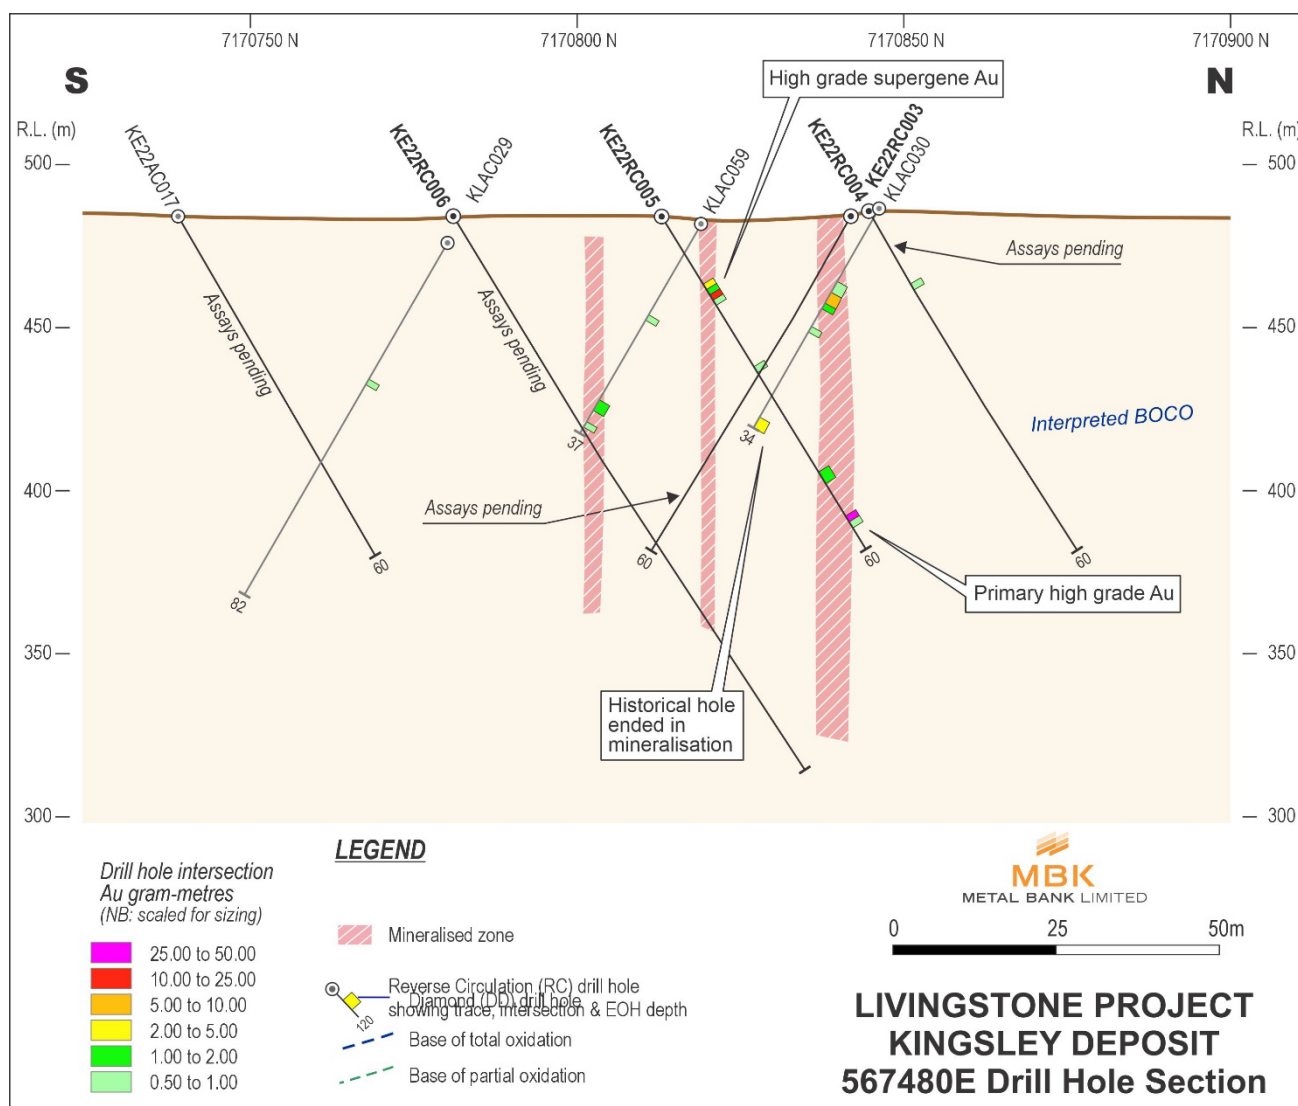 7170750 N
7170800 N
7170850 N
7170900 N
S
N
High grade supergene Au
R.L. (m)
R.L. (m)
KE22AC017
KE22RC006
KLAC029
KE22RC005
KLAC059
KE22RC004
KE22RC003
KLAC030
500
500
Assays pending
450
450
Assays pending
Assays pending
Interpreted BOCO
37
34
400
400
Assays pending
60
60
60
60
82
Primary high grade Au
350
350
Historical hole
ended in
mineralisation
300
300
LEGEND
Drill hole intersection
Au gram-metres
(NB: scaled for sizing)
25.00 to 50.00
10.00 to 25.00
5.00 to 10.00
2.00 to 5.00
1.00 to 2.00
0.50 to 1.00
Mineralised zone
Reverse Circulation (RC) drill hole
Diamond (DD) drill hole
showing trace, intersection & EOH depth
120
Base of total oxidation
Base of partial oxidation
MBK
METAL BANK LIMITED
0
25
50m
LIVINGSTONE PROJECT
KINGSLEY DEPOSIT
567480E Drill Hole Section